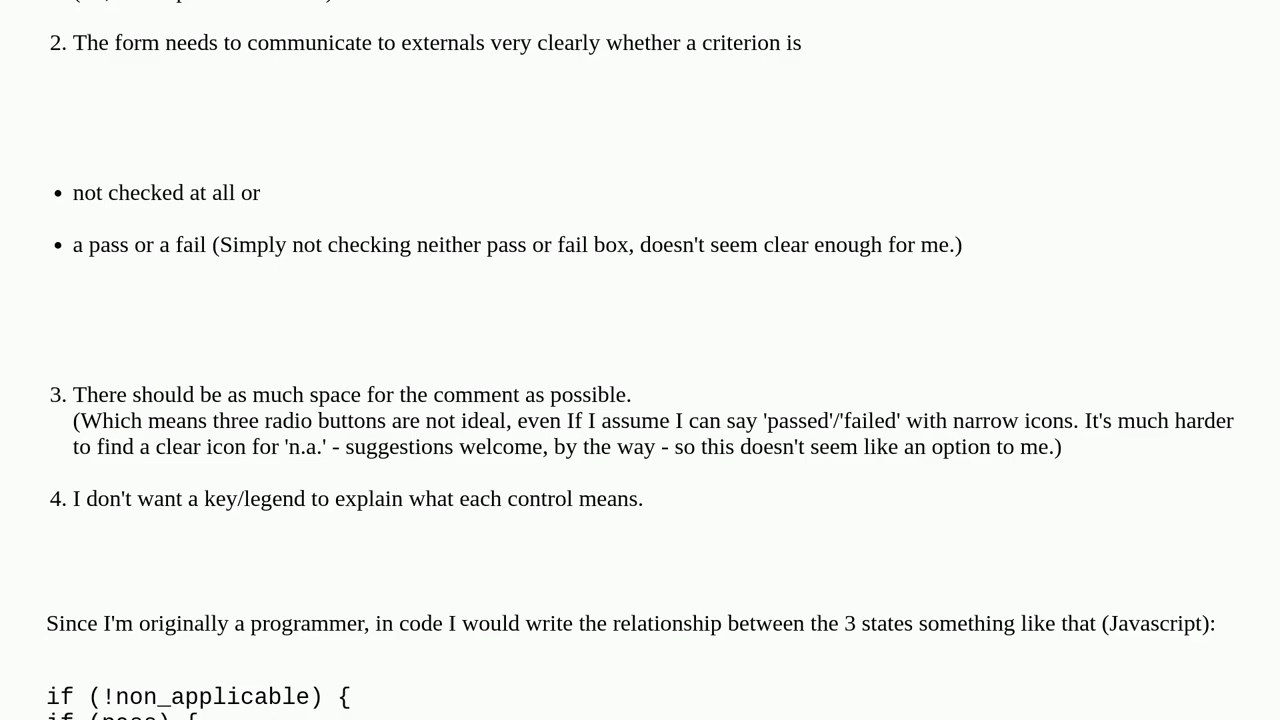 2. The form needs to communicate to externals very clearly whether a criterion is
• not checked at all or
• a pass or a fail (Simply not checking neither pass or fail box, doesn't seem clear enough for me.)
3. There should be as much space for the comment as possible.
(Which means three radio buttons are not ideal, even If I assume I can say 'passed'/'failed' with narrow icons. It's much harder
to find a clear icon for 'n.a.' - suggestions welcome, by the way - so this doesn't seem like an option to me.)
4. I don't want a key/legend to explain what each control means.
Since I'm originally a programmer, in code I would write the relationship between the 3 states something like that (Javascript):
if (!non_applicable) {
if (pass) {